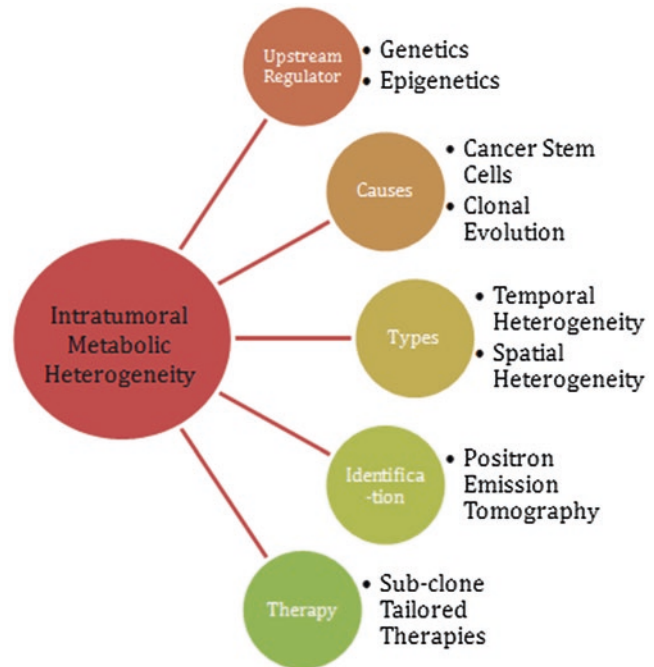 Upstream
Regulator
• Genetics
• Epigenetics
Causes
• Cancer Stem
Cells
• Clonal
Evolution
Intratumoral
Metabolic
Heterogeneity
Types
• Temporal
Heterogeneity
• Spatial
Heterogeneity
Identifica
-tion
• Positron
Emission
Tomography
Therapy
• Sub-clone
Tailored
Therapies